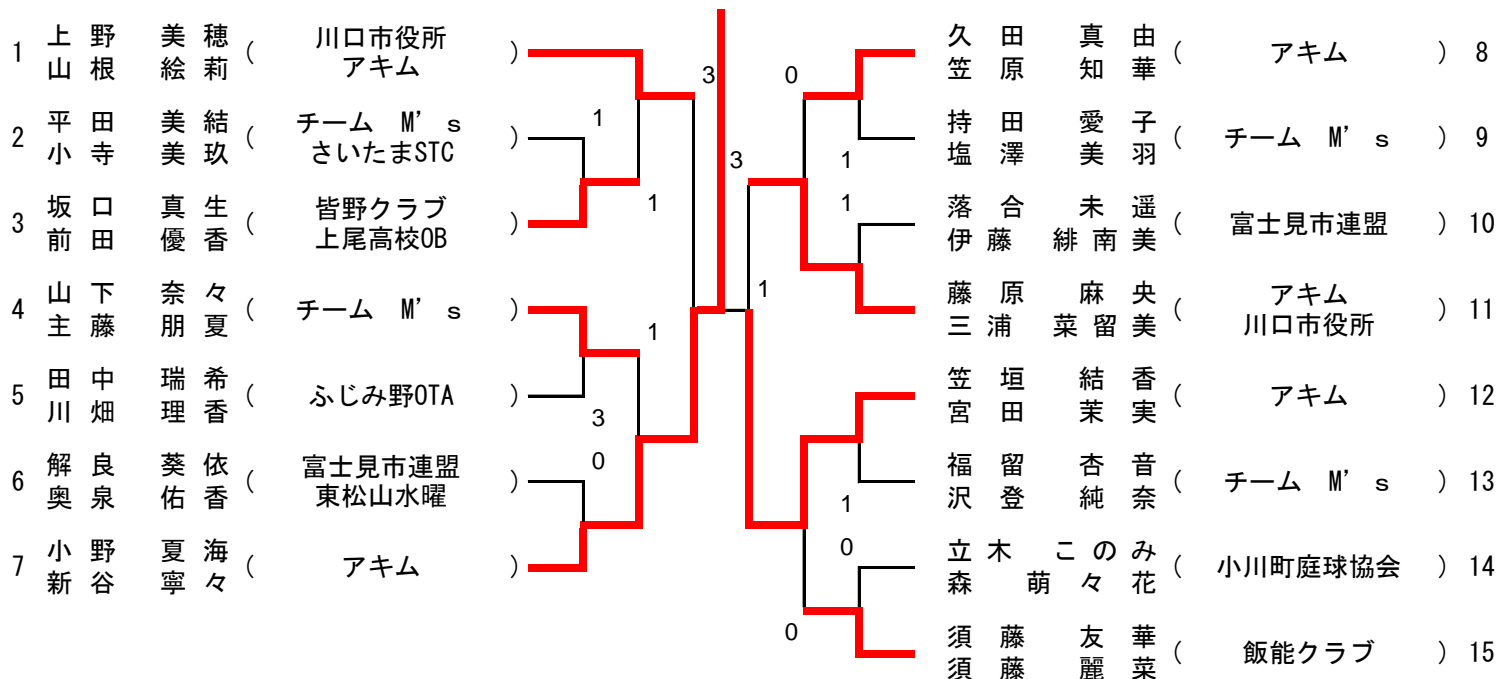 1 上野 美穂 ( 川口市役所 )
山根 絵莉 アキム
2 平田 美結 ( チーム M's )
小寺 美玖 さいたまSTC
3 坂口 真生 ( 皆野クラブ )
前田 優香 上尾高校OB
4 山下 奈々 ( チーム M's )
主藤 朋夏
5 田中 瑞希 ( ふじみ野OTA )
川畑 理香
6 解良 葵依 ( 富士見市連盟 )
奥泉 佑香 東松山水曜
7 小野 夏海 ( アキム )
新谷 寧々
1
1
1
3
0
3
3
1
0
1
1
1
0
0
久田 真由 ( アキム ) 8
笠原 知華
持田 愛子 ( チーム M's ) 9
塩澤 美羽
落合 未遥 ( 富士見市連盟 ) 10
伊藤 緋南美
藤原 麻央 ( アキム ) 11
三浦 菜留美 川口市役所
笠垣 結香 ( アキム ) 12
宮田 茉実
福留 杏音 ( チーム M's ) 13
沢登 純奈
立木 このみ ( 小川町庭球協会 ) 14
森 萌々花
須藤 友華 ( 飯能クラブ ) 15
須藤 麗菜